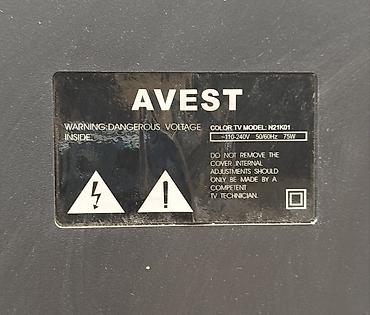 AVEST
WARNING:DANGEROUS VOLTAGE
INSIDE.
COLOR TV MODEL: N21K01
~110-240V 50/60Hz 75W
DO NOT REMOVE THE
COVER INTERNAL
ADJUSTMENTS SHOULD
ONLY BE MADE BY A
COMPETENT
TV TECHNICIAN.